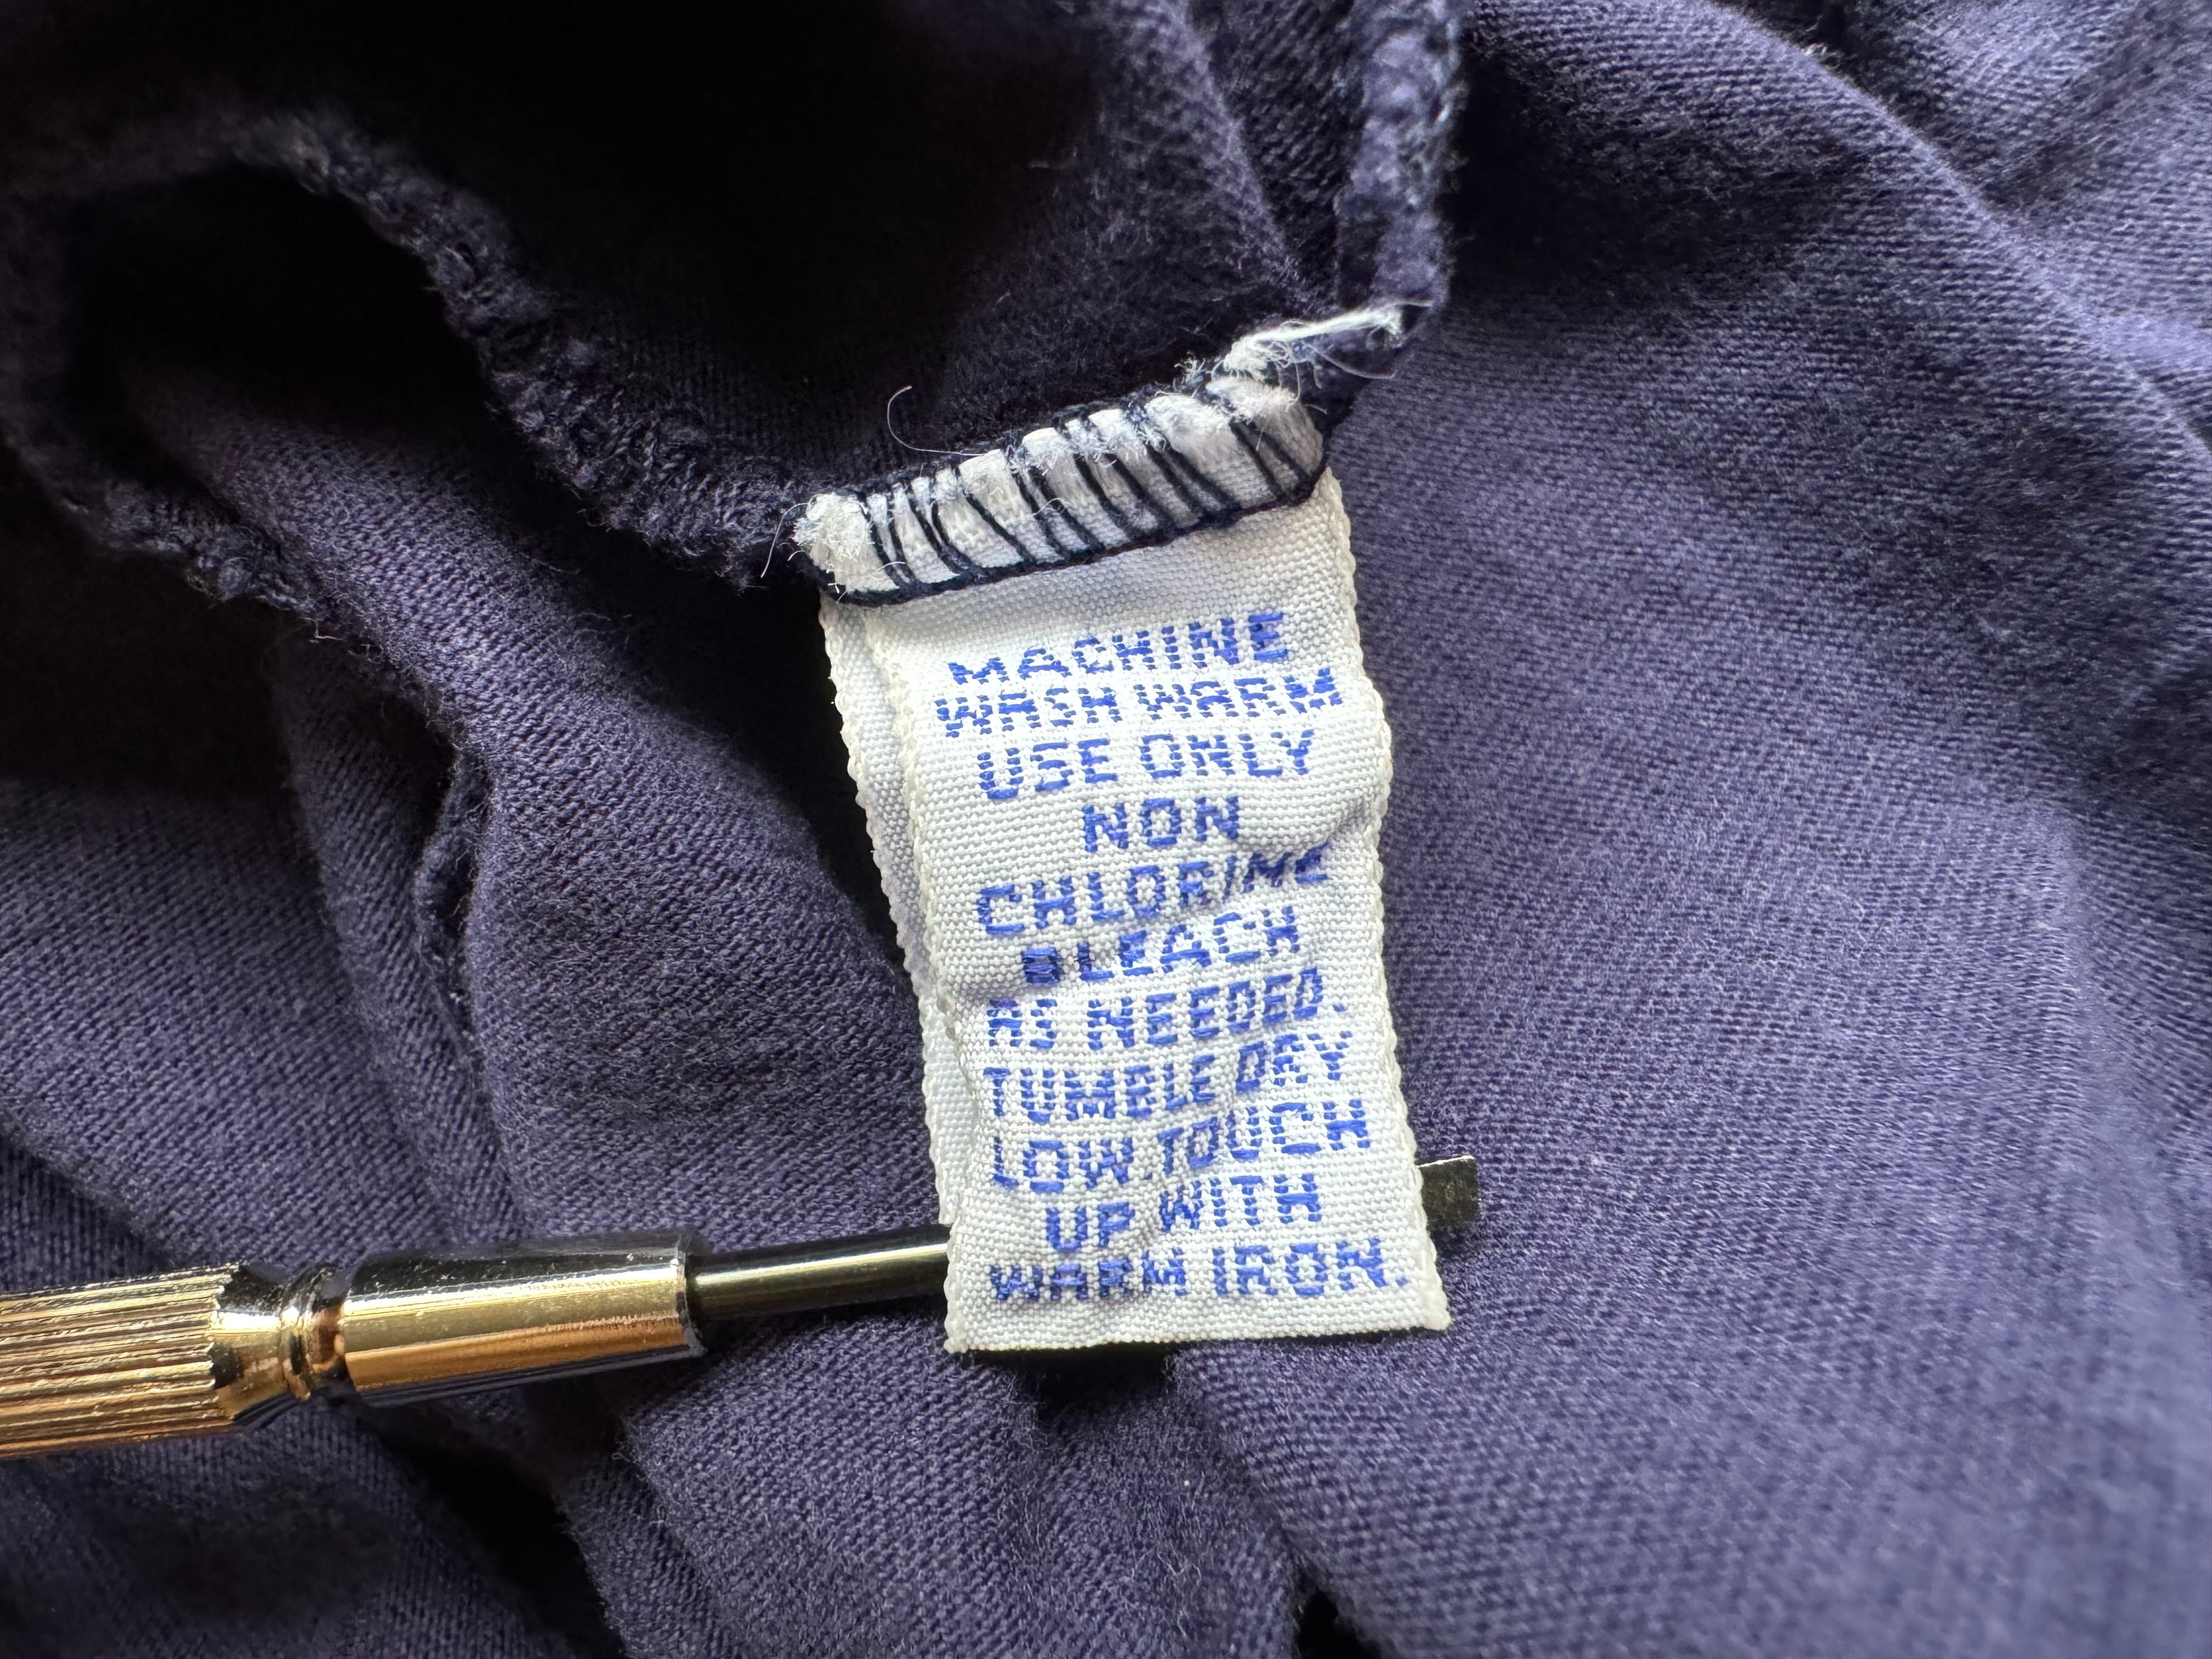 MACHINE
WASH WARM
USE ONLY
NON
CHLORINE
BLEACH
AS NEEDED.
TUMBLE DRY
LOW. TOUCH
UP WITH
WARM IRON.